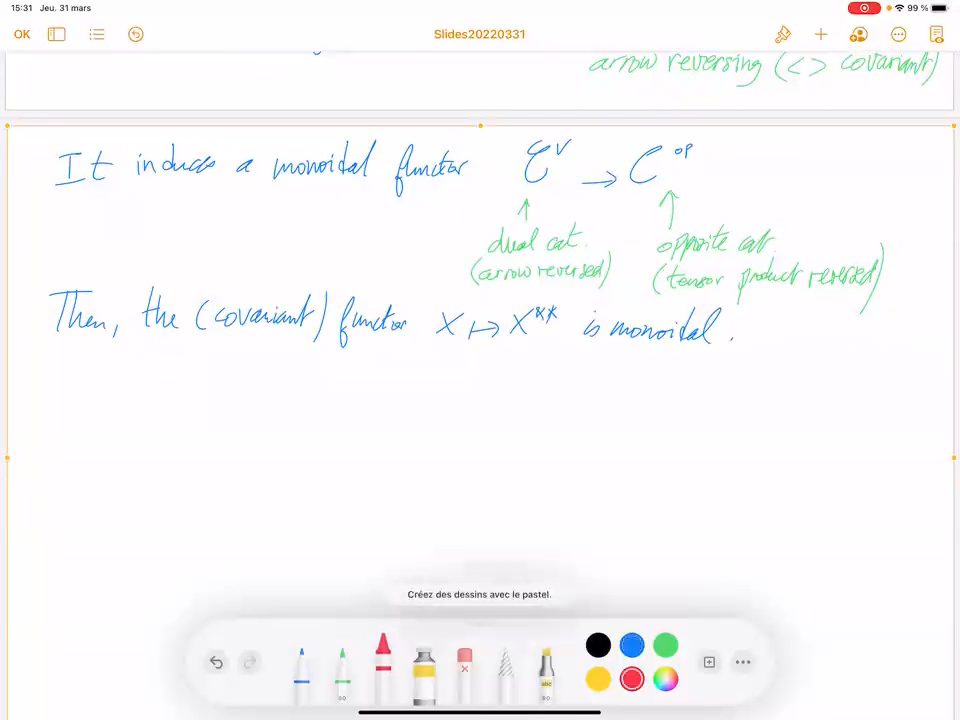 15:31 Jeu. 31 mars
99 %
OK
Slides20220331
arrow reversing (<> covariant)
It induces a monoidal functor 𝒞^∨ → 𝒞^op
↑ ↑
dual cat. opposite cat.
(arrow reversed) (tensor product reversed)
Then, the (covariant) functor X ↦ X** is monoidal.
Créez des dessins avec le pastel.